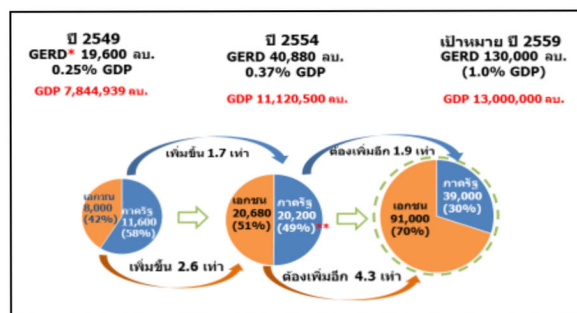 ปี 2549
GERD* 19,600 ลบ.
0.25% GDP
GDP 7,844,939 ลบ.
ปี 2554
GERD 40,880 ลบ.
0.37% GDP
GDP 11,120,500 ลบ.
เป้าหมาย ปี 2559
GERD 130,000 ลบ.
(1.0% GDP)
GDP 13,000,000 ลบ.
เพิ่มขึ้น 1.7 เท่า
ต้องเพิ่มอีก 1.9 เท่า
เอกชน
8,000
(42%)
ภาครัฐ
11,600
(58%)
เอกชน
20,680
(51%)
ภาครัฐ
20,200
(49%)**
เอกชน
91,000
(70%)
ภาครัฐ
39,000
(30%)
เพิ่มขึ้น 2.6 เท่า
ต้องเพิ่มอีก 4.3 เท่า